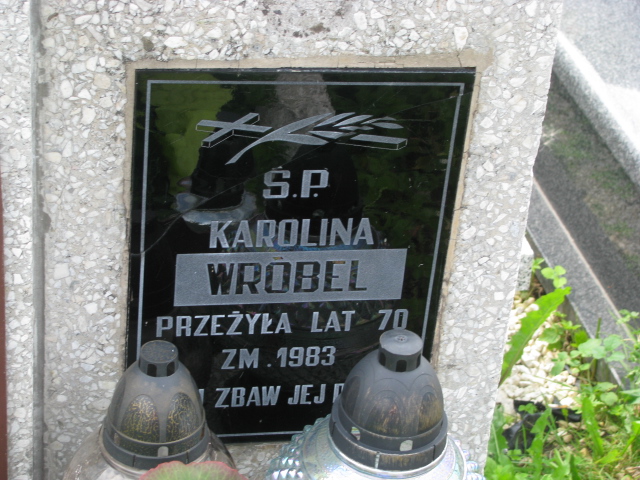 Ś.P.
KAROLINA
WRÓBEL
PRZEŻYŁA LAT 70
ZM. 1983
ZBAW JEJ